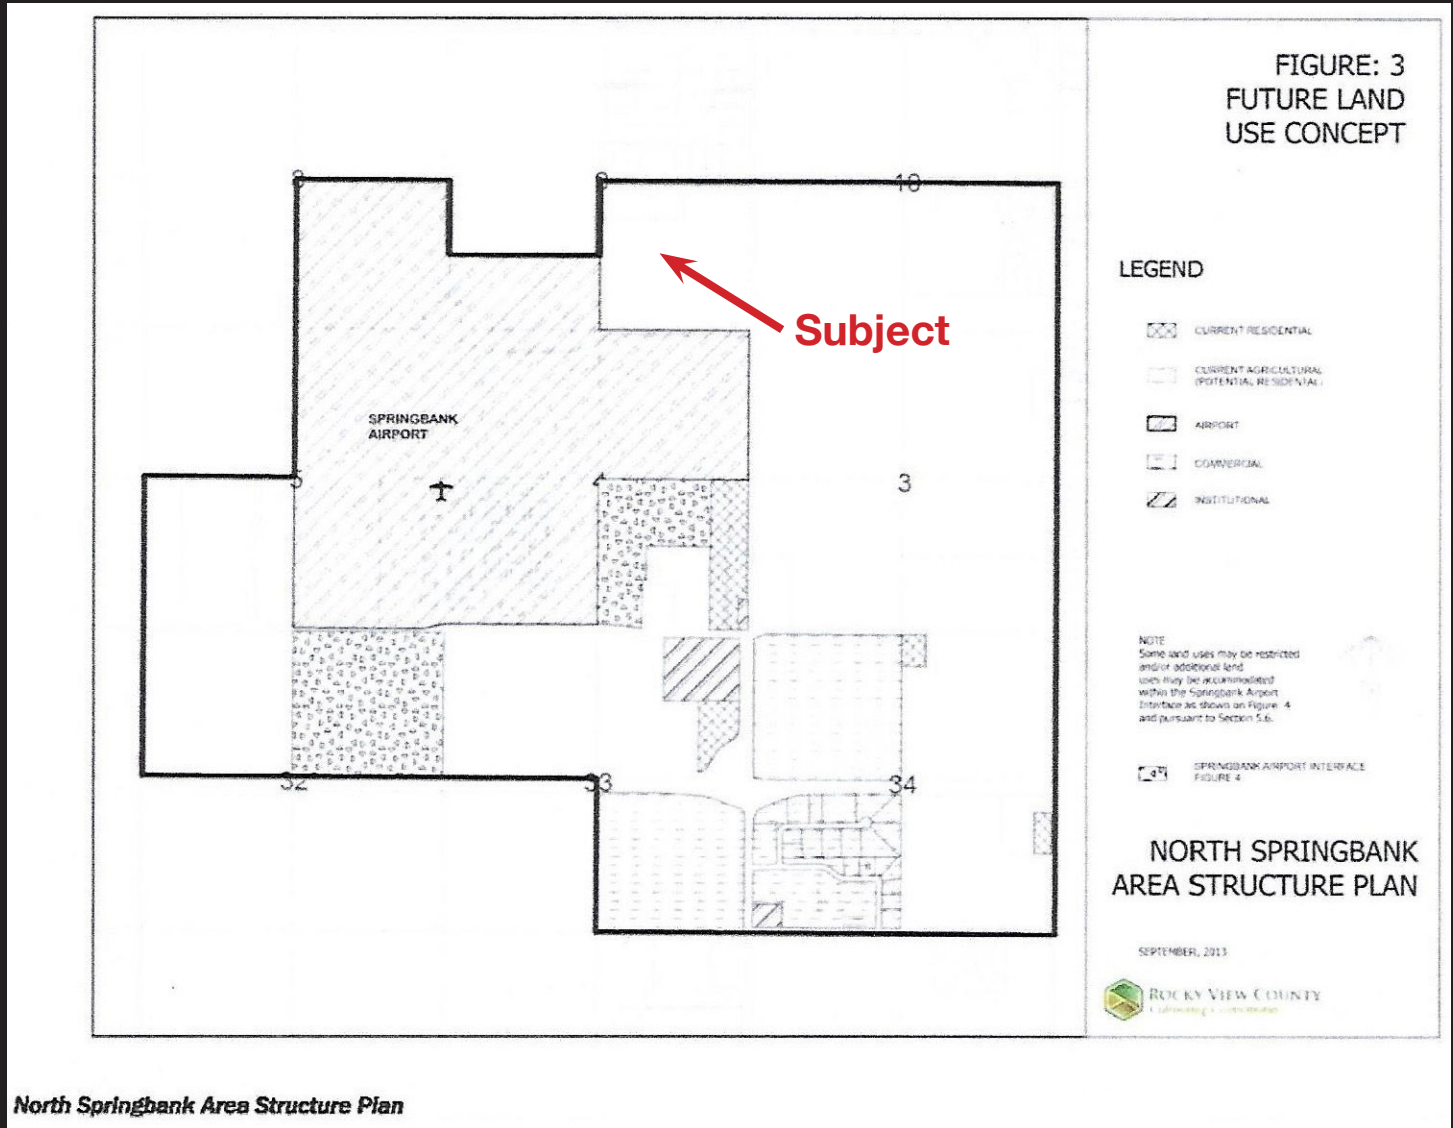 FIGURE: 3
FUTURE LAND
USE CONCEPT
10
Subject
LEGEND
CURRENT RESIDENTIAL
CURRENT AGRICULTURAL
(POTENTIAL RESIDENTIAL)
AIRPORT
COMMERCIAL
INSTITUTIONAL
SPRINGBANK
AIRPORT
5
4
3
NOTE
Some land uses may be restricted
and/or additional land
uses may be accommodated
within the Springbank Airport
Interface as shown on Figure 4
and pursuant to Section 5.6.
SPRINGBANK AIRPORT INTERFACE
FIGURE 4
32
33
34
NORTH SPRINGBANK
AREA STRUCTURE PLAN
SEPTEMBER, 2013
ROCKY VIEW COUNTY
Cultivating Communities
North Springbank Area Structure Plan